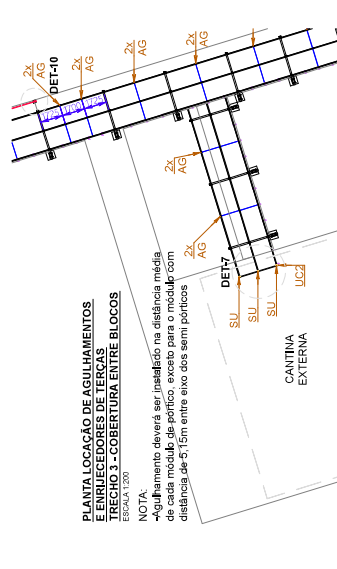 PLANTA LOCAÇÃO DE AGULHAMENTOS
E ENRIJECEDORES DE TERÇAS
TRECHO 3 - COBERTURA ENTRE BLOCOS
ESCALA 1:200
NOTA:
-Agulhamento deverá ser instalado na distância média
de cada módulo de pórtico, exceto para o módulo com
distância de 5,15m entre eixo dos semi pórticos
2x
AG
DET-10
2x
AG
2x
AG
2x
AG
2x
AG
2x
AG
2x
AG
DET-7
SU
SU
SU
UC2
CANTINA
EXTERNA